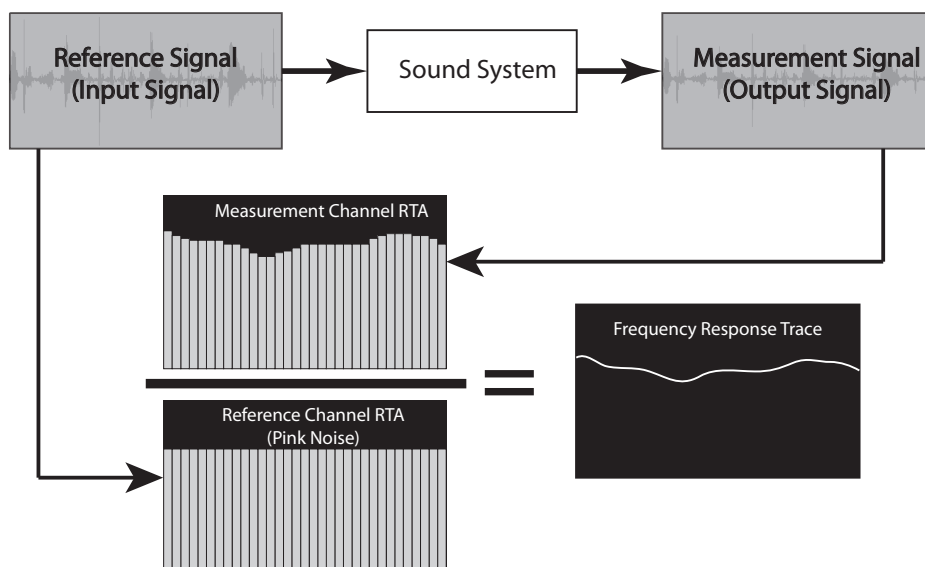 Reference Signal
(Input Signal)
Sound System
Measurement Signal
(Output Signal)
Measurement Channel RTA
Frequency Response Trace
Reference Channel RTA
(Pink Noise)